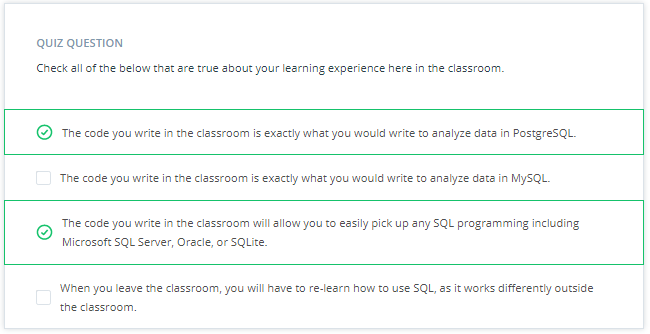 QUIZ QUESTION
Check all of the below that are true about your learning experience here in the classroom.
The code you write in the classroom is exactly what you would write to analyze data in PostgreSQL.
The code you write in the classroom is exactly what you would write to analyze data in MySQL.
The code you write in the classroom will allow you to easily pick up any SQL programming including
Microsoft SQL Server, Oracle, or SQLite.
When you leave the classroom, you will have to re-learn how to use SQL, as it works differently outside
the classroom.